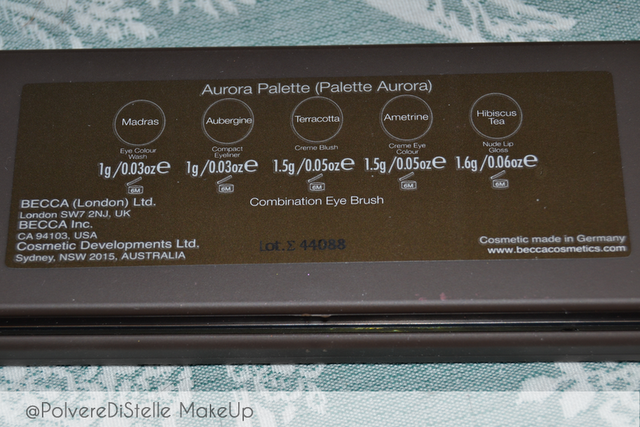 Aurora Palette (Palette Aurora)
Madras Aubergine Terracotta Ametrine Hibiscus Tea
Eye Colour Wash Compact Eyeliner Creme Blush Creme Eye Colour Nude Lip Gloss
1g/0.03oz℮ 1g/0.03oz℮ 1.5g/0.05oz℮ 1.5g/0.05oz℮ 1.6g/0.06oz℮
6M 6M 6M 6M 6M
Combination Eye Brush
BECCA (London) Ltd.
London SW7 2NJ, UK
BECCA Inc.
CA 94103, USA
Cosmetic Developments Ltd.
Sydney, NSW 2015, AUSTRALIA
Lot.Σ 44088
Cosmetic made in Germany
www.beccacosmetics.com
@PolvereDiStelle MakeUp